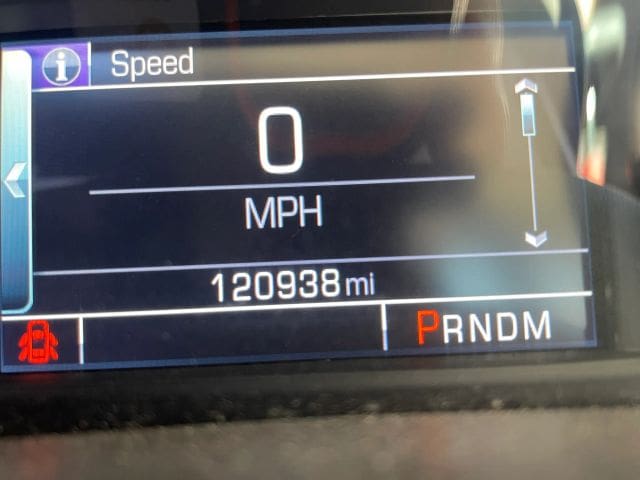 i Speed
0
MPH
120938 mi
PRNDM